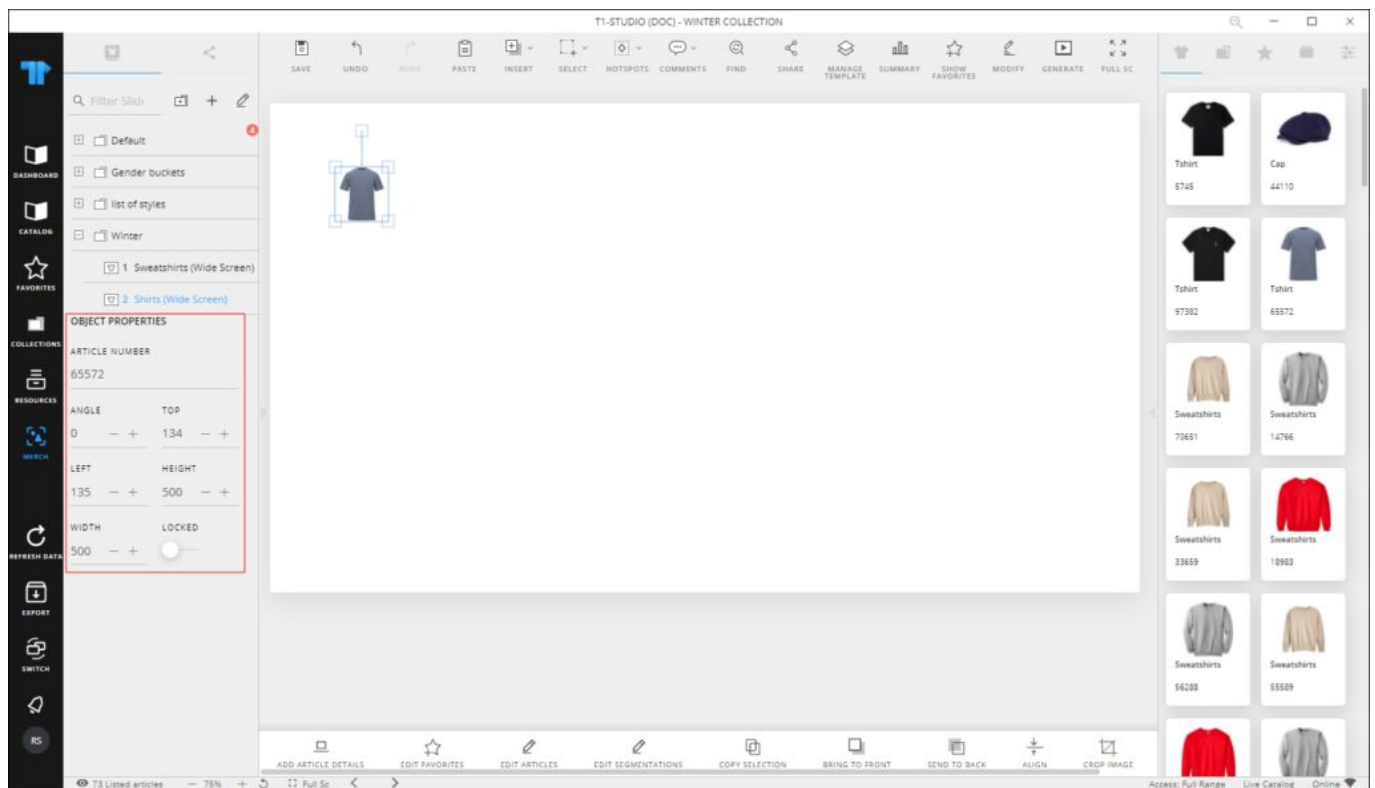 T1-STUDIO (DOC) - WINTER COLLECTION
SAVE
UNDO
REDO
PASTE
INSERT
SELECT
HOTSPOTS
COMMENTS
FIND
SHARE
MANAGE
TEMPLATE
SUMMARY
SHOW
FAVORITES
MODIFY
GENERATE
FULL SC
DASHBOARD
CATALOG
FAVORITES
COLLECTIONS
RESOURCES
MERCH
REFRESH DATA
EXPORT
SWITCH
RS
Filter Slid
4
Default
Gender buckets
list of styles
Winter
1 Sweatshirts (Wide Screen)
2 Shirts (Wide Screen)
OBJECT PROPERTIES
ARTICLE NUMBER
65572
ANGLE TOP
0 − + 134 − +
LEFT HEIGHT
135 − + 500 − +
WIDTH LOCKED
500 − +
Tshirt
5745
Cap
44110
Tshirt
97382
Tshirt
65572
Sweatshirts
70651
Sweatshirts
14766
Sweatshirts
33659
Sweatshirts
18983
Sweatshirts
56288
Sweatshirts
55589
ADD ARTICLE DETAILS
EDIT FAVORITES
EDIT ARTICLES
EDIT SEGMENTATIONS
COPY SELECTION
BRING TO FRONT
SEND TO BACK
ALIGN
CROP IMAGE
73 Listed articles − 75% + Full Sc
Access: Full Range Live Catalog Online